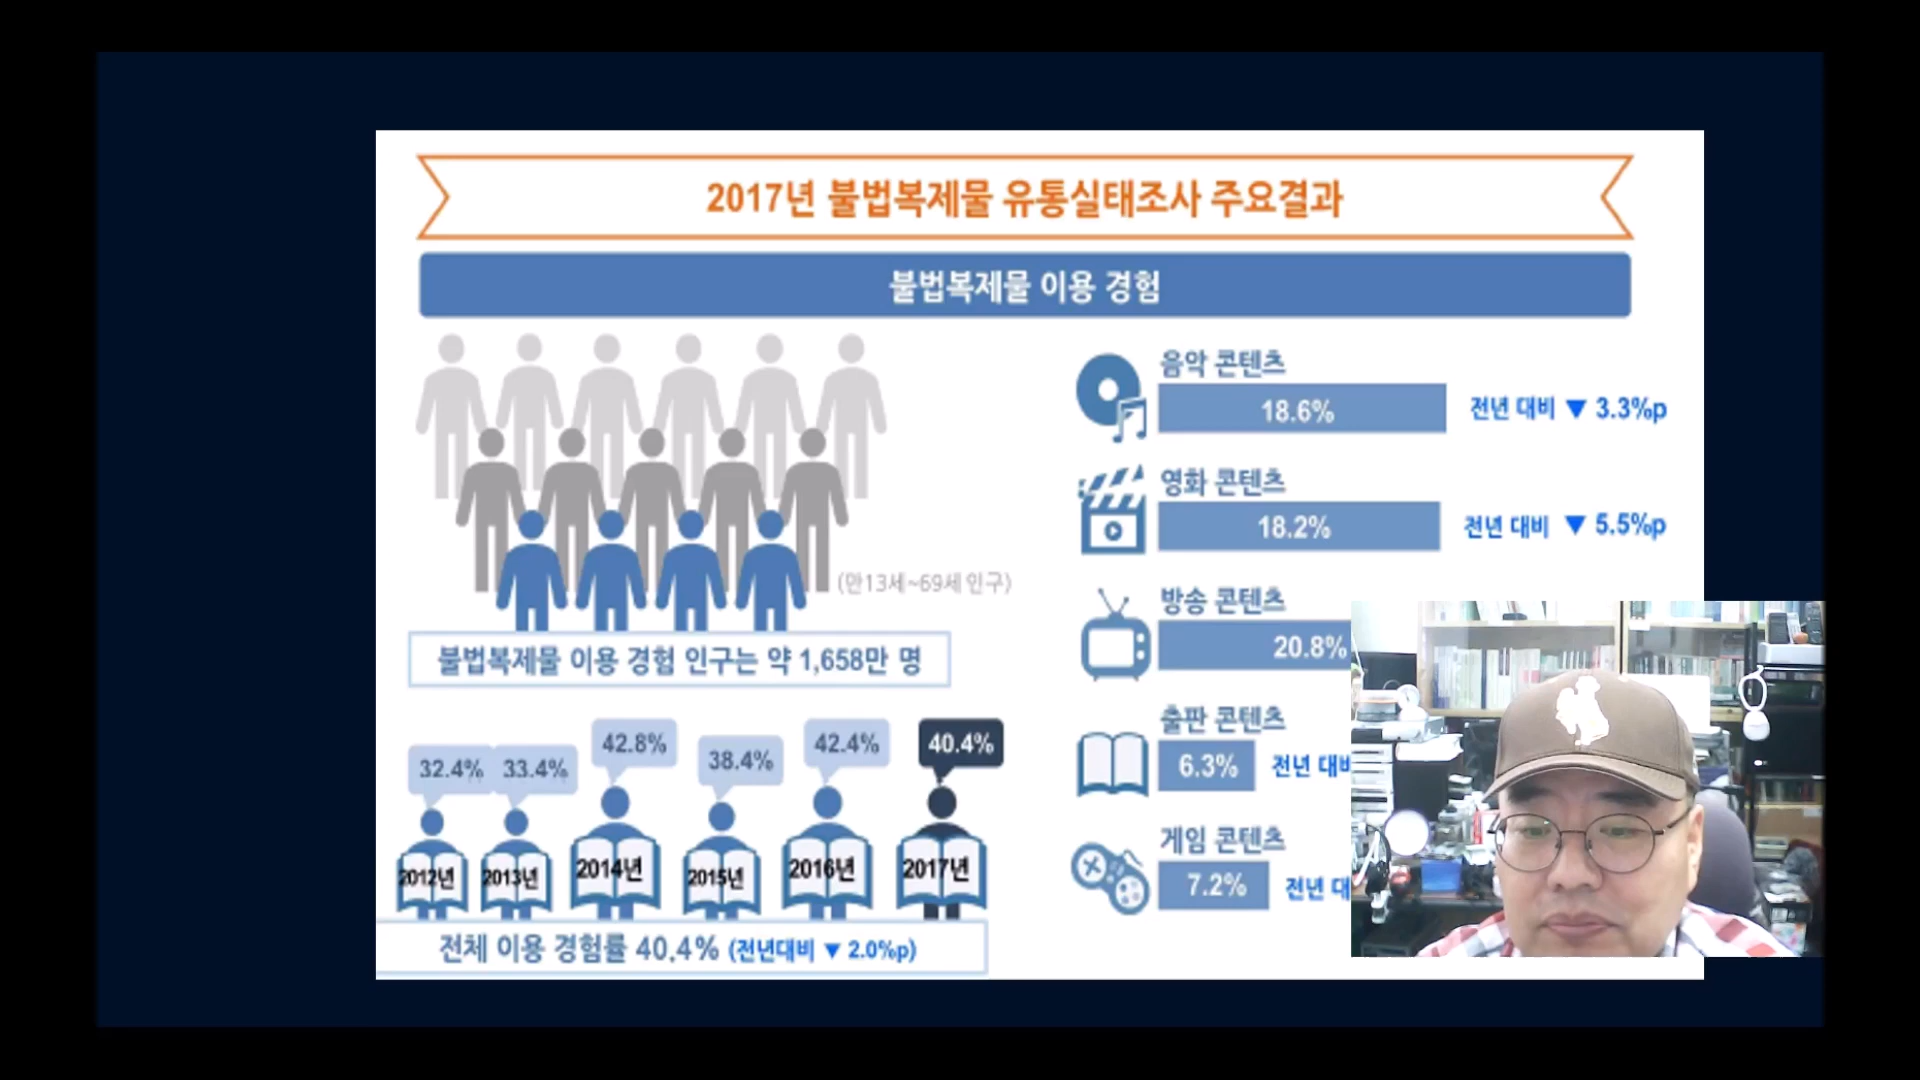 2017년 불법복제물 유통실태조사 주요결과
불법복제물 이용 경험
(만13세~69세 인구)
불법복제물 이용 경험 인구는 약 1,658만 명
32.4%
33.4%
42.8%
38.4%
42.4%
40.4%
2012년
2013년
2014년
2015년
2016년
2017년
전체 이용 경험률 40.4% (전년대비 ▼ 2.0%p)
음악 콘텐츠
18.6% 전년 대비 ▼ 3.3%p
영화 콘텐츠
18.2% 전년 대비 ▼ 5.5%p
방송 콘텐츠
20.8%
출판 콘텐츠
6.3% 전년
게임 콘텐츠
7.2% 전년